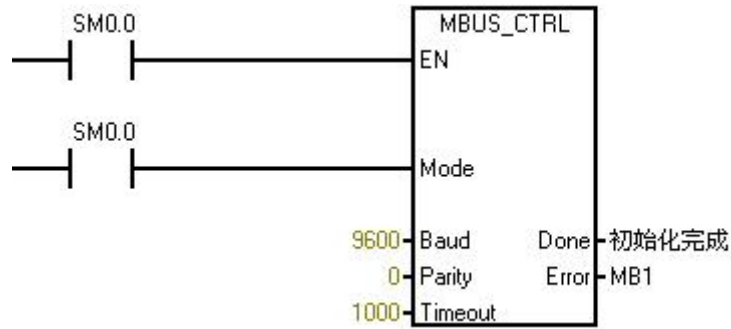 SM0.0
MBUS_CTRL
EN
SM0.0
Mode
9600 Baud Done 初始化完成
0 Parity Error MB1
1000 Timeout